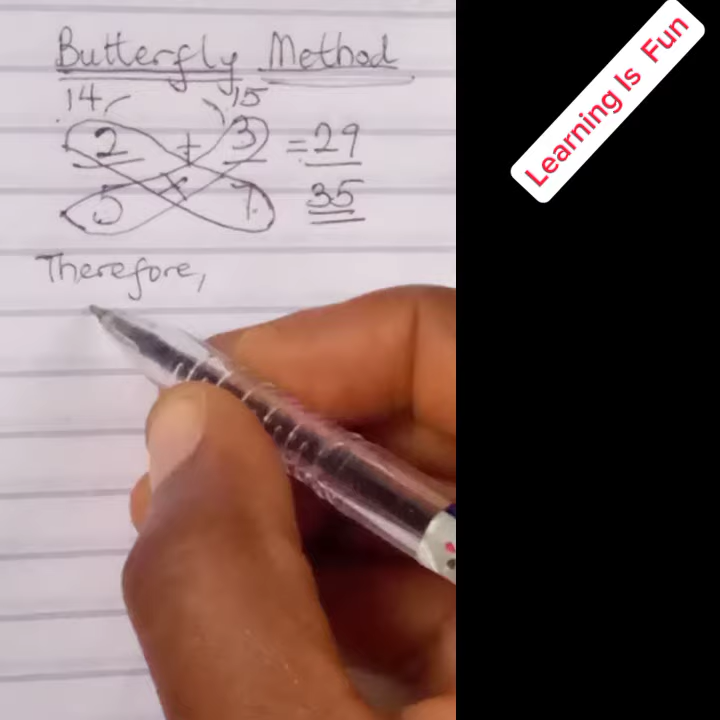 Butterfly Method
14 15
2 + 3 = 29
5 × 7 35
Therefore,
Learning Is Fun